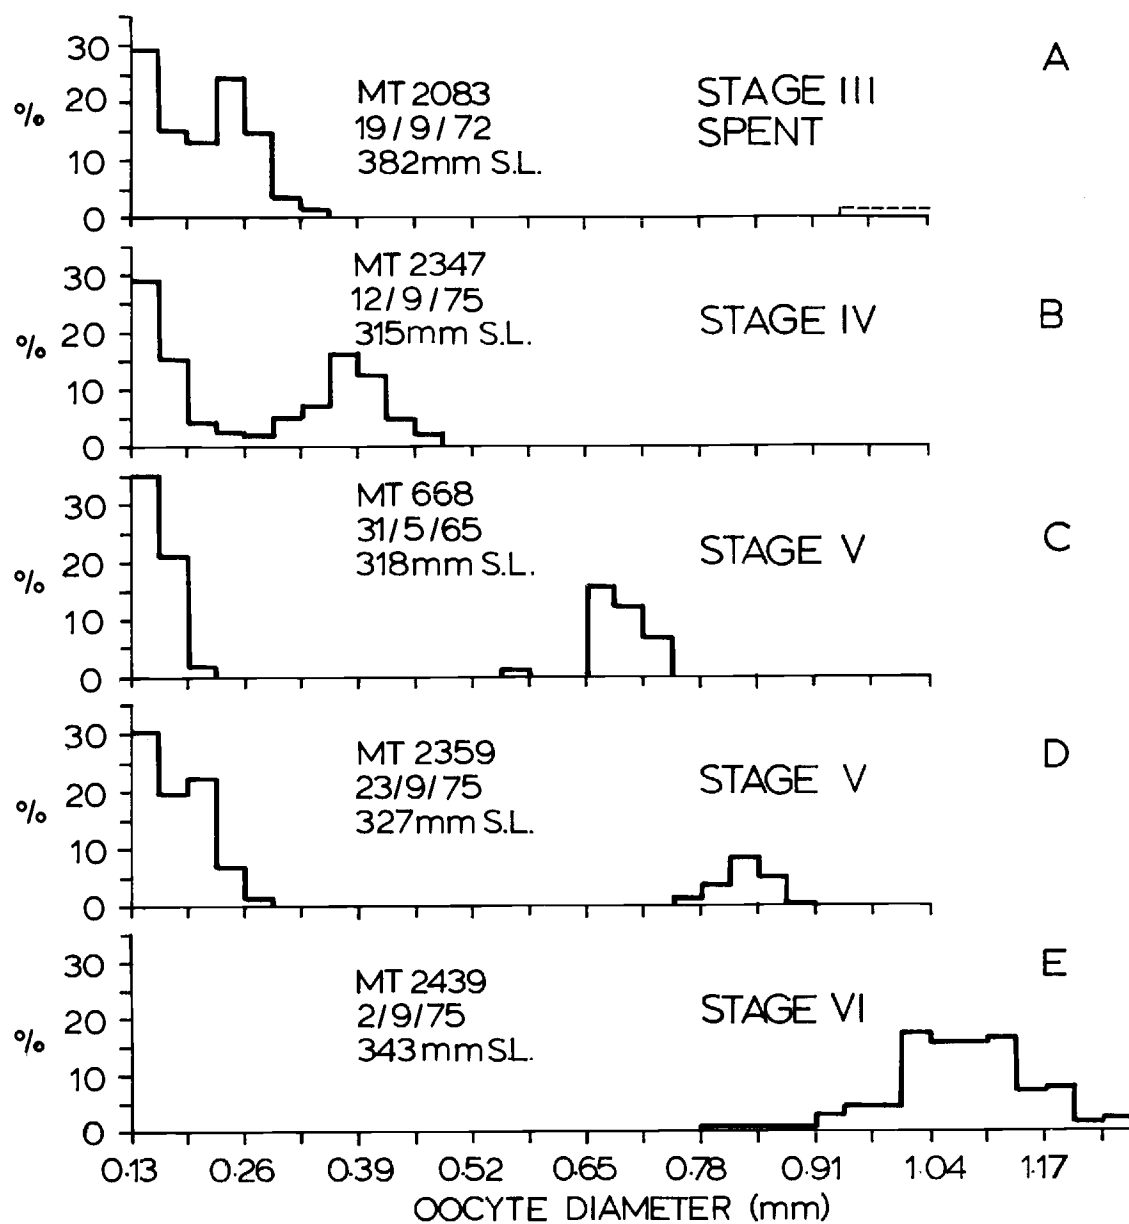 A
30
20
10
0
%
MT 2083
19/9/72
382mm S.L.
STAGE III
SPENT
B
30
20
10
0
%
MT 2347
12/9/75
315mm S.L.
STAGE IV
C
30
20
10
0
%
MT 668
31/5/65
318mm S.L.
STAGE V
D
30
20
10
0
%
MT 2359
23/9/75
327mm S.L.
STAGE V
E
30
20
10
0
%
MT 2439
2/9/75
343mm S.L.
STAGE VI
0·13 0·26 0·39 0·52 0·65 0·78 0·91 1·04 1·17
OOCYTE DIAMETER (mm)